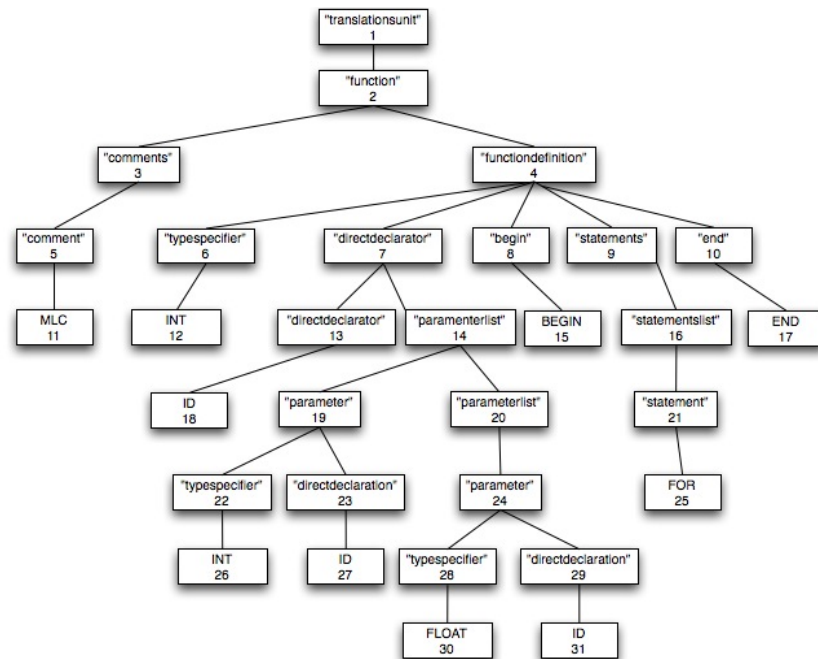 "translationsunit"
1
"function"
2
"comments"
3
"functiondefinition"
4
"comment"
5
"typespecifier"
6
"directdeclarator"
7
"begin"
8
"statements"
9
"end"
10
MLC
11
INT
12
"directdeclarator"
13
"paramenterlist"
14
BEGIN
15
"statementslist"
16
END
17
ID
18
"parameter"
19
"parameterlist"
20
"statement"
21
"typespecifier"
22
"directdeclaration"
23
"parameter"
24
FOR
25
INT
26
ID
27
"typespecifier"
28
"directdeclaration"
29
FLOAT
30
ID
31